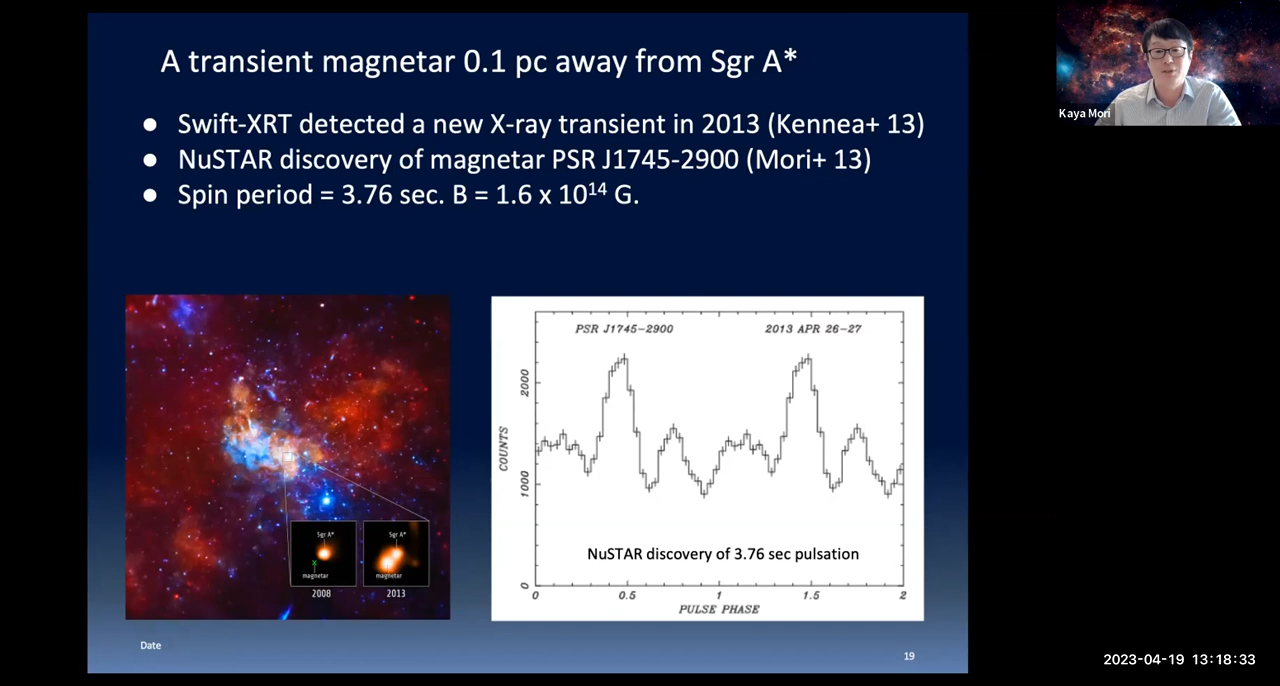 A transient magnetar 0.1 pc away from Sgr A*
● Swift-XRT detected a new X-ray transient in 2013 (Kennea+ 13)
● NuSTAR discovery of magnetar PSR J1745-2900 (Mori+ 13)
● Spin period = 3.76 sec. B = 1.6 x 10¹⁴ G.
Kaya Mori
Sgr A*
magnetar
2008
Sgr A*
magnetar
2013
PSR J1745-2900
2013 APR 26-27
COUNTS
2000
1000
0
NuSTAR discovery of 3.76 sec pulsation
0 0.5 1 1.5 2
PULSE PHASE
Date
19
2023-04-19 13:18:33